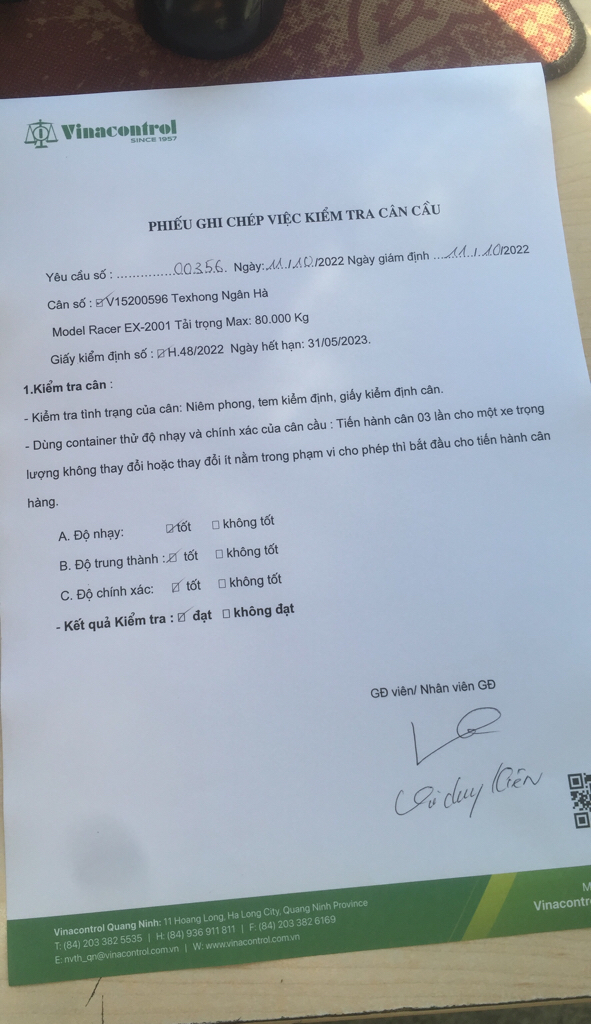 Vinacontrol
SINCE 1957
PHIẾU GHI CHÉP VIỆC KIỂM TRA CÂN CẦU
Yêu cầu số : ................00356. Ngày:.11./.10./2022 Ngày giám định ....11../..10/2022
Cân số : ☑V15200596 Texhong Ngân Hà
Model Racer EX-2001 Tải trọng Max: 80.000 Kg
Giấy kiểm định số : ☑H.48/2022 Ngày hết hạn: 31/05/2023.
1.Kiểm tra cân :
- Kiểm tra tình trạng của cân: Niêm phong, tem kiểm định, giấy kiểm định cân.
- Dùng container thử độ nhạy và chính xác của cân cầu : Tiến hành cân 03 lần cho một xe trọng
lượng không thay đổi hoặc thay đổi ít nằm trong phạm vi cho phép thì bắt đầu cho tiến hành cân
hàng.
A. Độ nhạy: ☑tốt ☐ không tốt
B. Độ trung thành :☑ tốt ☐ không tốt
C. Độ chính xác: ☑ tốt ☐ không tốt
- Kết quả Kiểm tra : ☑ đạt ☐ không đạt
GĐ viên/ Nhân viên GĐ
Vũ duy Kiên
Vinacontrol Quang Ninh: 11 Hoang Long, Ha Long City, Quang Ninh Province
T: (84) 203 382 5535 | H: (84) 936 911 811 | F: (84) 203 382 6169
E: nvth_qn@vinacontrol.com.vn | W: www.vinacontrol.com.vn